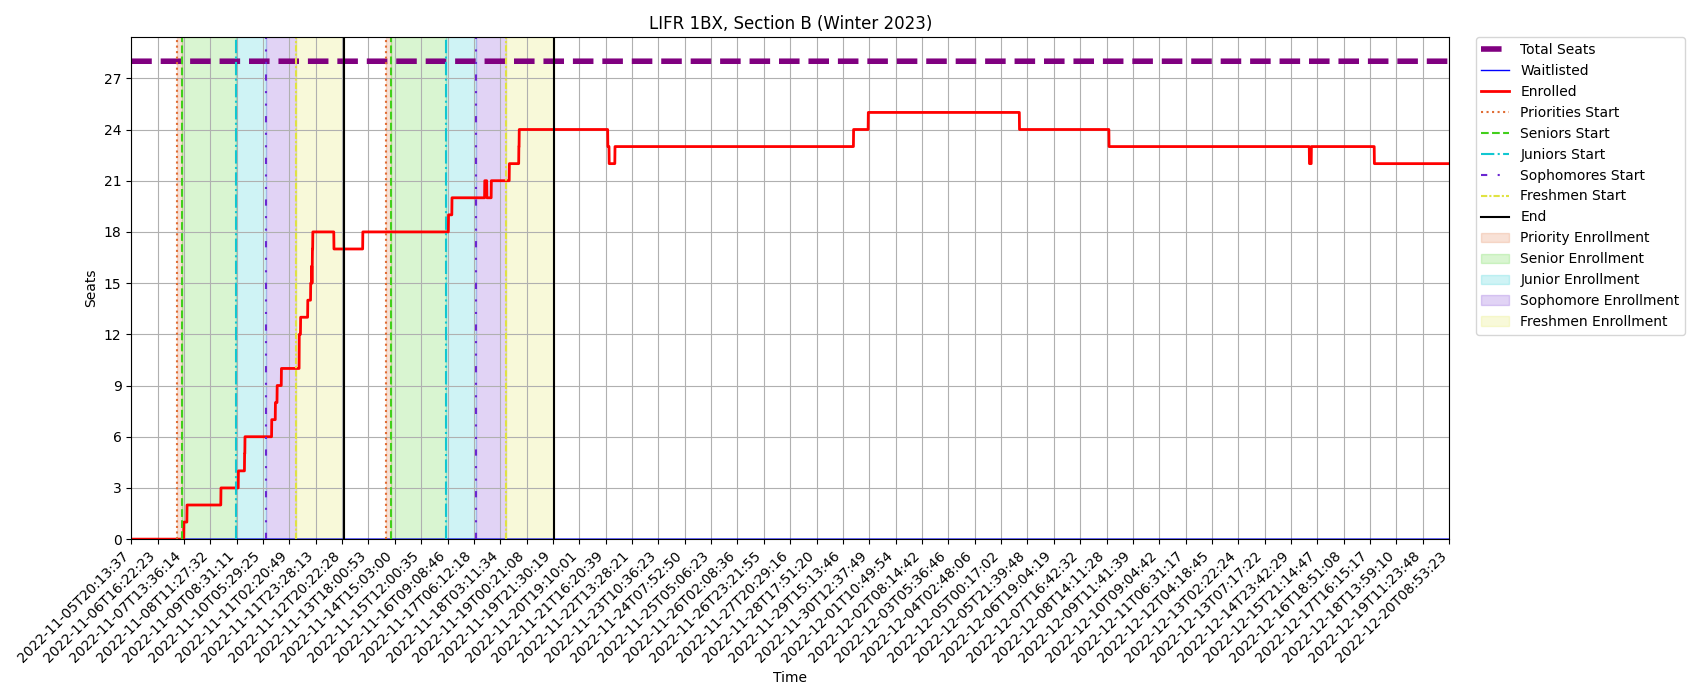 LIFR 1BX, Section B (Winter 2023)
Total Seats
Waitlisted
Enrolled
Priorities Start
Seniors Start
Juniors Start
Sophomores Start
Freshmen Start
End
Priority Enrollment
Senior Enrollment
Junior Enrollment
Sophomore Enrollment
Freshmen Enrollment
Seats
27
24
21
18
15
12
9
6
3
0
2022-11-05T20:13:37
2022-11-06T16:22:23
2022-11-07T13:36:14
2022-11-08T11:27:32
2022-11-09T08:31:11
2022-11-10T05:29:25
2022-11-11T02:20:49
2022-11-11T23:28:13
2022-11-12T20:22:28
2022-11-13T18:00:53
2022-11-14T15:03:00
2022-11-15T12:00:35
2022-11-16T09:08:46
2022-11-17T06:12:18
2022-11-18T03:11:34
2022-11-19T00:21:08
2022-11-19T21:30:19
2022-11-20T19:10:01
2022-11-21T16:20:39
2022-11-22T13:28:21
2022-11-23T10:36:23
2022-11-24T07:52:50
2022-11-25T05:06:23
2022-11-26T02:08:36
2022-11-26T23:21:55
2022-11-27T20:29:16
2022-11-28T17:51:20
2022-11-29T15:13:46
2022-11-30T12:37:49
2022-12-01T10:49:54
2022-12-02T08:14:42
2022-12-03T05:36:46
2022-12-04T02:48:06
2022-12-05T00:17:02
2022-12-05T21:39:48
2022-12-06T19:04:19
2022-12-07T16:42:32
2022-12-08T14:11:28
2022-12-09T11:41:39
2022-12-10T09:04:42
2022-12-11T06:31:17
2022-12-12T04:18:45
2022-12-13T02:22:24
2022-12-13T07:17:22
2022-12-14T23:42:29
2022-12-15T21:14:47
2022-12-16T18:51:08
2022-12-17T16:15:17
2022-12-18T13:59:10
2022-12-19T11:23:48
2022-12-20T08:53:23
Time